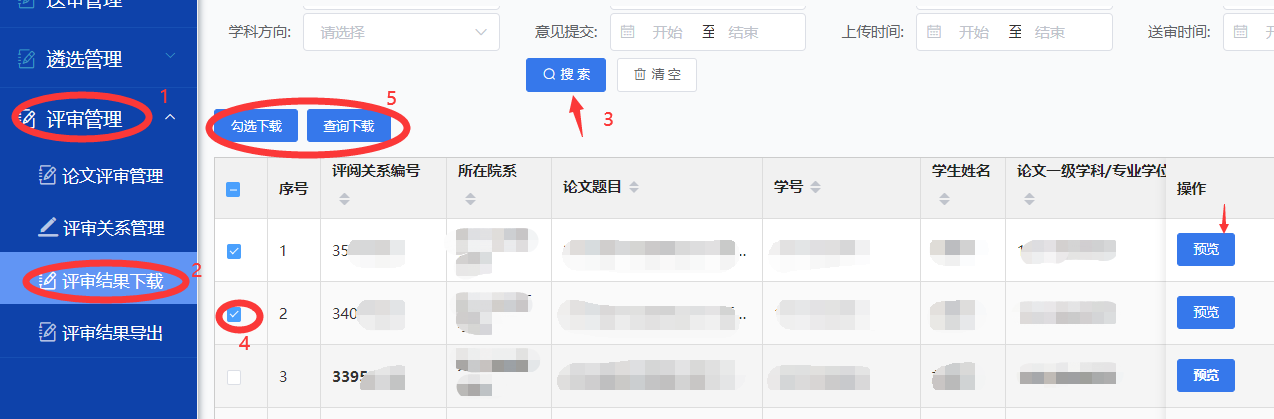 送审管理
遴选管理
评审管理
1
论文评审管理
评审关系管理
评审结果下载
2
评审结果导出
学科方向: 请选择 意见提交: 开始 至 结束 上传时间: 开始 至 结束 送审时间:
搜索 清空
3
5
勾选下载 查询下载
序号 评阅关系编号 所在院系 论文题目 学号 学生姓名 论文一级学科/专业学位 操作
1 35 .. 预览
2 340 .. 预览
4
3 3395 预览